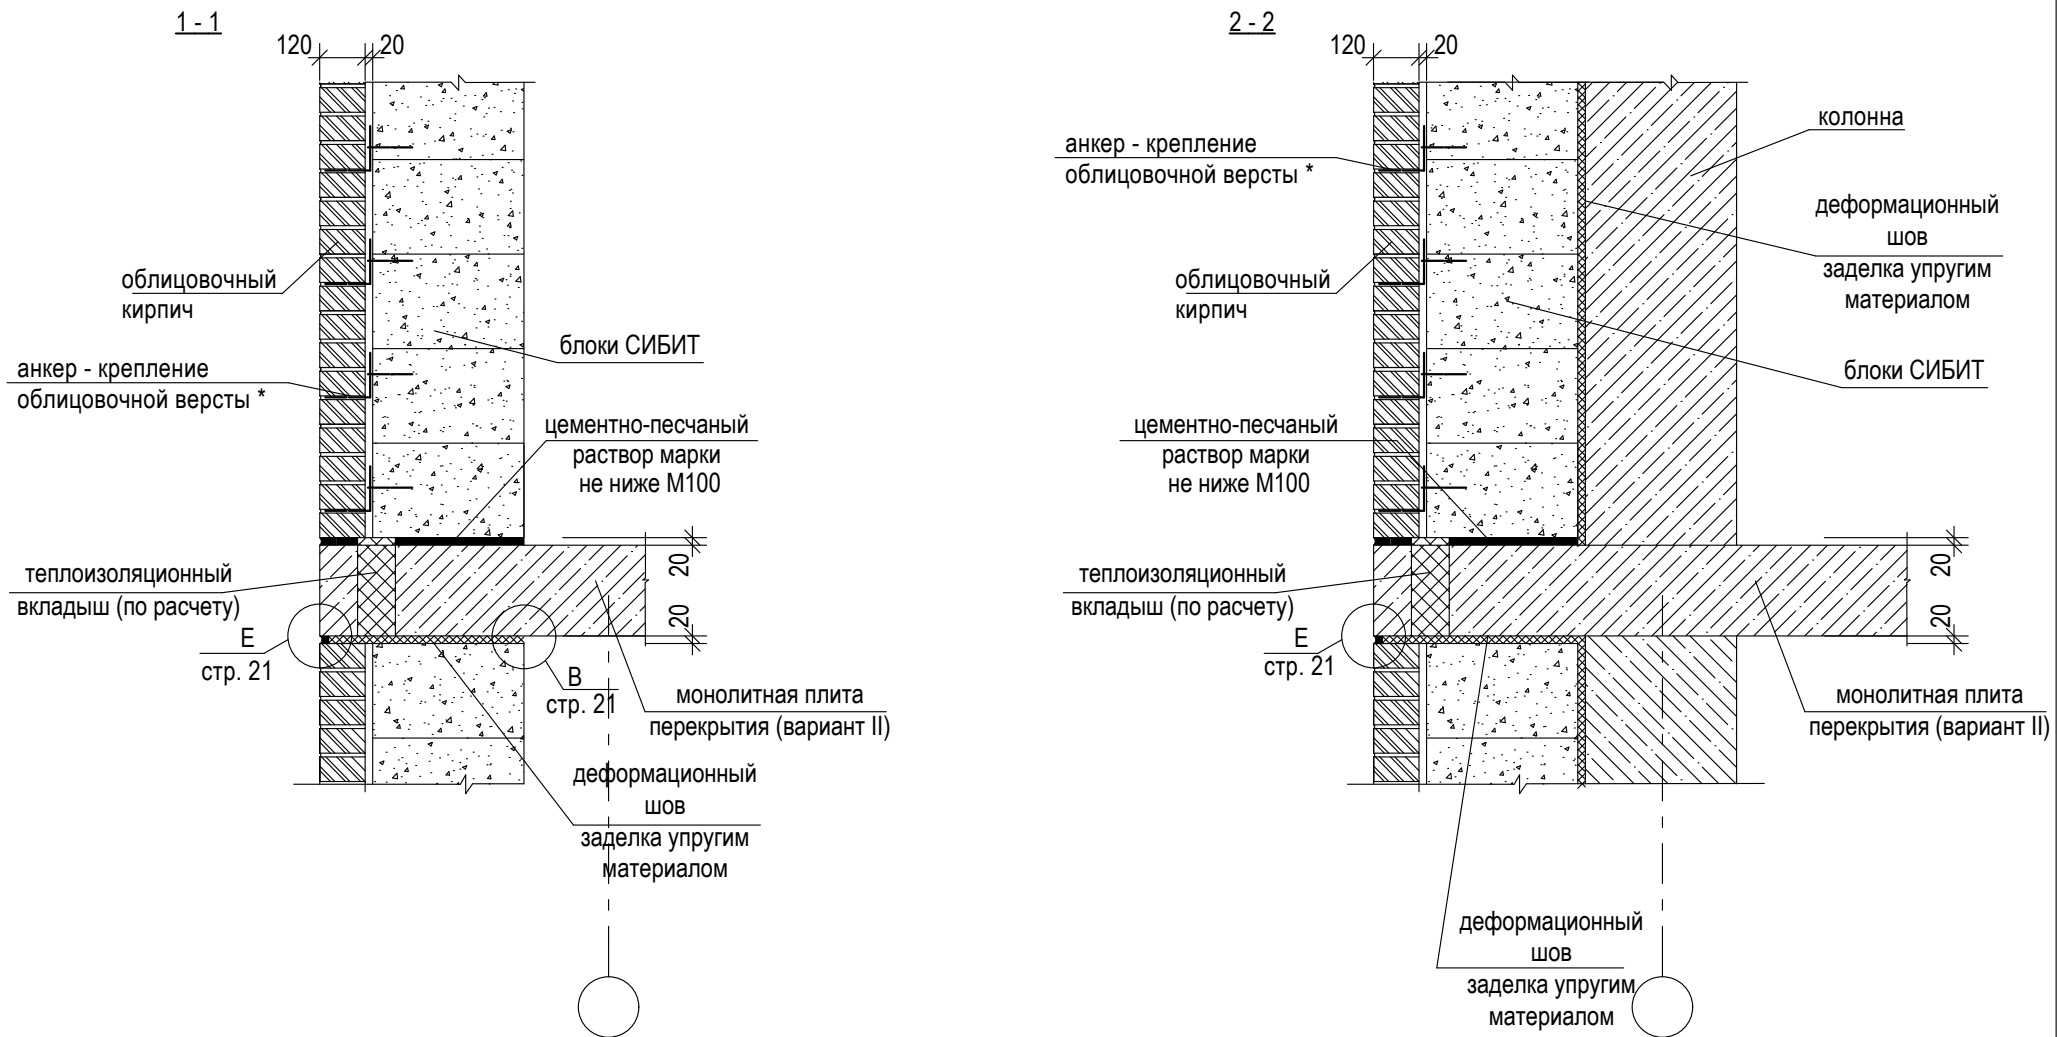 1 - 1
120
20
облицовочный
кирпич
блоки СИБИТ
анкер - крепление
облицовочной версты *
цементно-песчаный
раствор марки
не ниже М100
теплоизоляционный
вкладыш (по расчету)
20
20
Е
стр. 21
В
стр. 21
монолитная плита
перекрытия (вариант II)
деформационный
шов
заделка упругим
материалом
2 - 2
120
20
анкер - крепление
облицовочной версты *
колонна
деформационный
шов
заделка упругим
материалом
облицовочный
кирпич
блоки СИБИТ
цементно-песчаный
раствор марки
не ниже М100
теплоизоляционный
вкладыш (по расчету)
20
20
Е
стр. 21
монолитная плита
перекрытия (вариант II)
деформационный
шов
заделка упругим
материалом